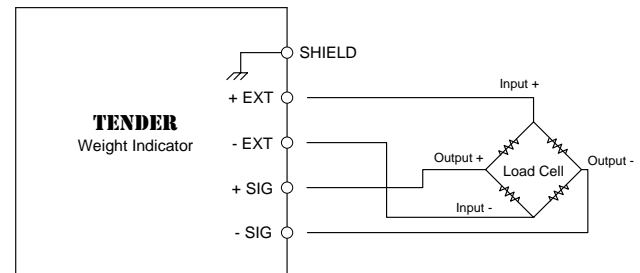 SHIELD
+ EXT
Input +
TENDER
Weight Indicator
- EXT
Output +
Load Cell
Output -
+ SIG
Input -
- SIG